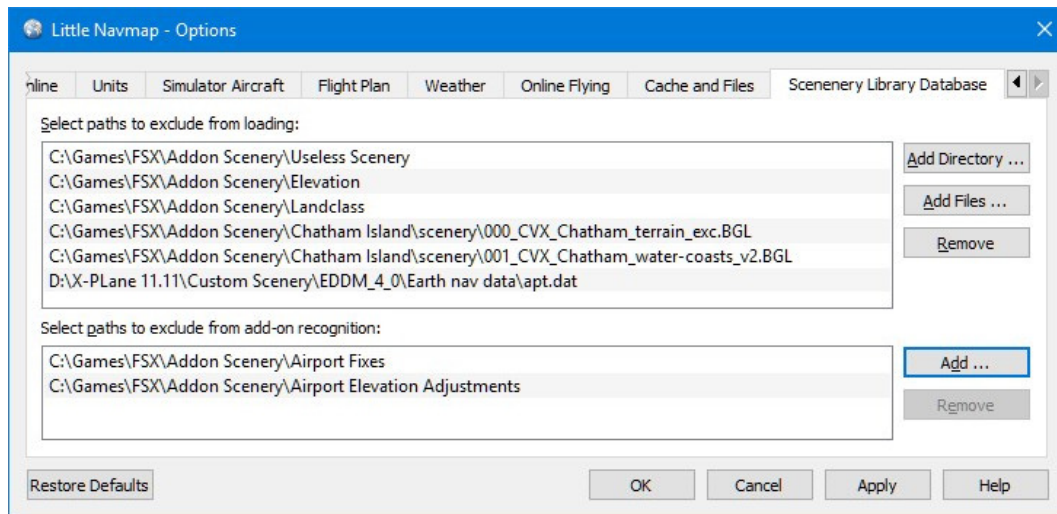 Little Navmap - Options
nline Units Simulator Aircraft Flight Plan Weather Online Flying Cache and Files Scenenery Library Database
Select paths to exclude from loading:
C:\Games\FSX\Addon Scenery\Useless Scenery
C:\Games\FSX\Addon Scenery\Elevation
C:\Games\FSX\Addon Scenery\Landclass
C:\Games\FSX\Addon Scenery\Chatham Island\scenery\000_CVX_Chatham_terrain_exc.BGL
C:\Games\FSX\Addon Scenery\Chatham Island\scenery\001_CVX_Chatham_water-coasts_v2.BGL
D:\X-PLane 11.11\Custom Scenery\EDDM_4_0\Earth nav data\apt.dat
Add Directory ...
Add Files ...
Remove
Select paths to exclude from add-on recognition:
C:\Games\FSX\Addon Scenery\Airport Fixes
C:\Games\FSX\Addon Scenery\Airport Elevation Adjustments
Add ...
Remove
Restore Defaults OK Cancel Apply Help